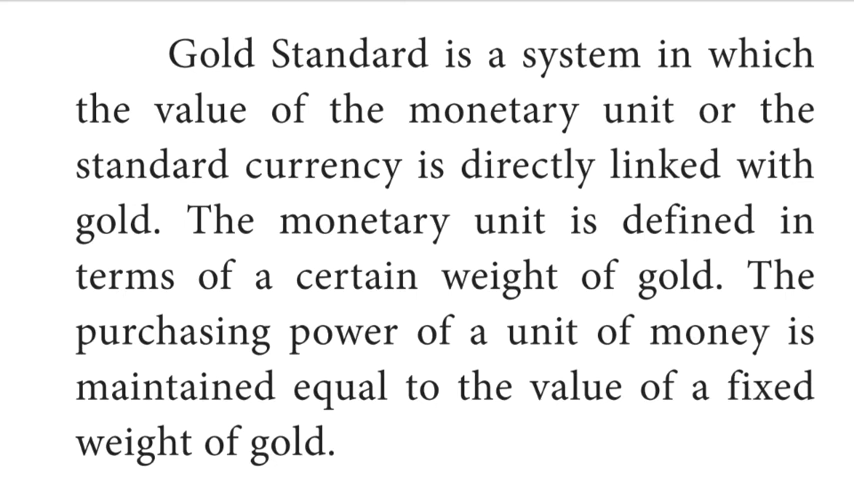 Gold Standard is a system in which
the value of the monetary unit or the
standard currency is directly linked with
gold. The monetary unit is defined in
terms of a certain weight of gold. The
purchasing power of a unit of money is
maintained equal to the value of a fixed
weight of gold.